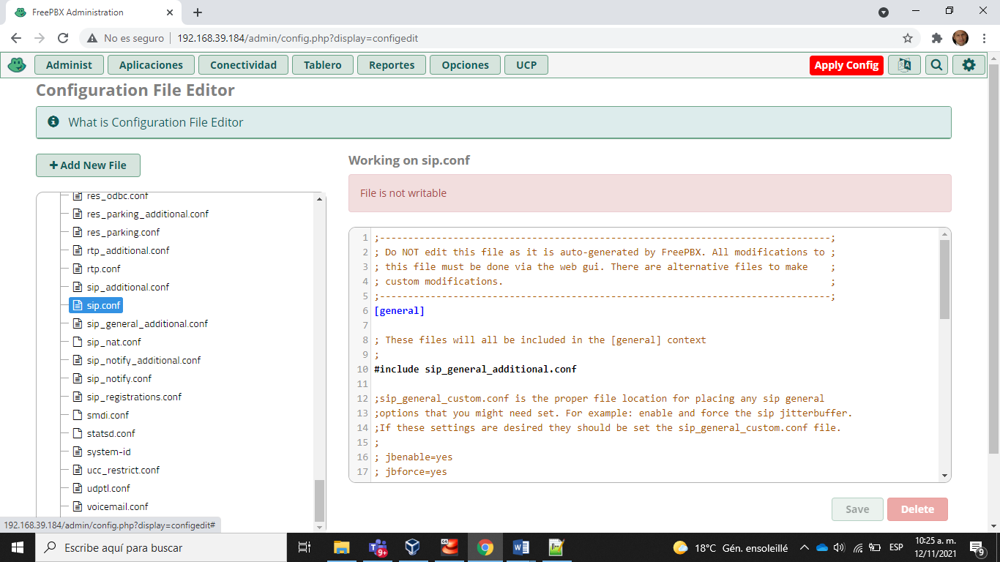 FreePBX Administration
No es seguro
192.168.39.184/admin/config.php?display=configedit
Administ
Aplicaciones
Conectividad
Tablero
Reportes
Opciones
UCP
Apply Config
Configuration File Editor
What is Configuration File Editor
Add New File
res_odbc.conf
res_parking_additional.conf
res_parking.conf
rtp_additional.conf
rtp.conf
sip_additional.conf
sip.conf
sip_general_additional.conf
sip_nat.conf
sip_notify_additional.conf
sip_notify.conf
sip_registrations.conf
smdi.conf
statsd.conf
system-id
ucc_restrict.conf
udptl.conf
voicemail.conf
Working on sip.conf
File is not writable
1 ;--------------------------------------------------------------------------------;
2 ; Do NOT edit this file as it is auto-generated by FreePBX. All modifications to ;
3 ; this file must be done via the web gui. There are alternative files to make    ;
4 ; custom modifications.                                                          ;
5 ;--------------------------------------------------------------------------------;
6 [general]
7
8 ; These files will all be included in the [general] context
9 ;
10 #include sip_general_additional.conf
11
12 ;sip_general_custom.conf is the proper file location for placing any sip general
13 ;options that you might need set. For example: enable and force the sip jitterbuffer.
14 ;If these settings are desired they should be set the sip_general_custom.conf file.
15 ;
16 ; jbenable=yes
17 ; jbforce=yes
Save
Delete
192.168.39.184/admin/config.php?display=configedit#
Escribe aquí para buscar
9+
64
18°C Gén. ensoleillé
ESP
10:25 a. m.
12/11/2021
9